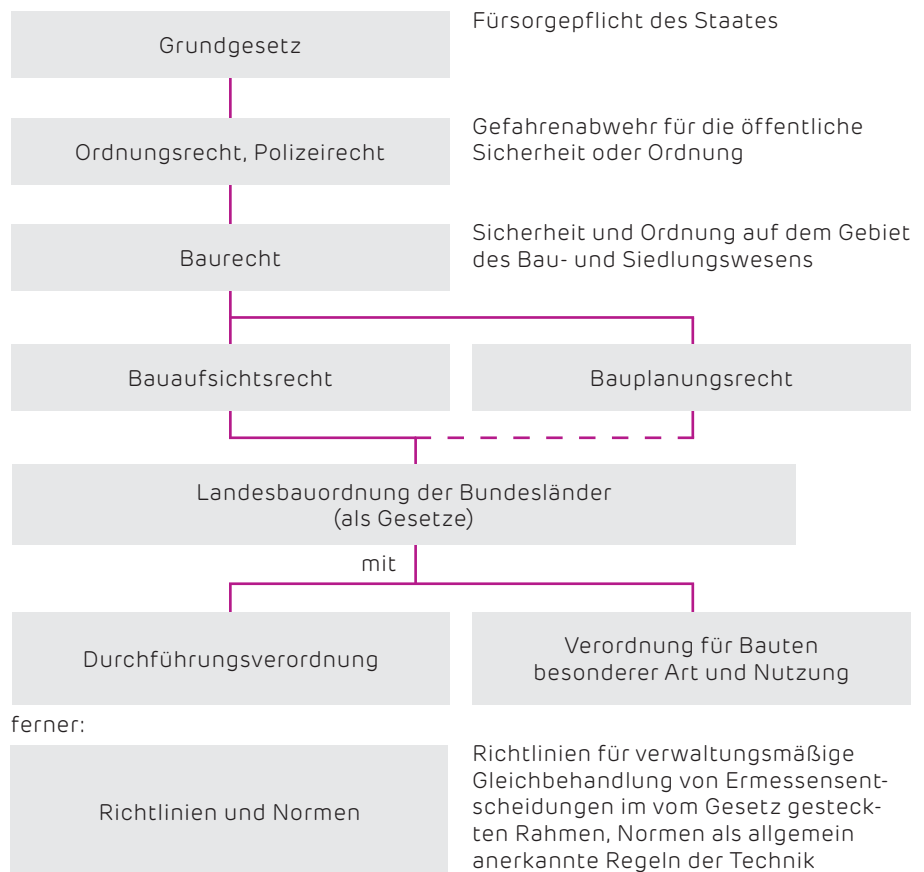 Grundgesetz
Fürsorgepflicht des Staates
Ordnungsrecht, Polizeirecht
Gefahrenabwehr für die öffentliche
Sicherheit oder Ordnung
Baurecht
Sicherheit und Ordnung auf dem Gebiet
des Bau- und Siedlungswesens
Bauaufsichtsrecht
Bauplanungsrecht
Landesbauordnung der Bundesländer
(als Gesetze)
mit
Durchführungsverordnung
Verordnung für Bauten
besonderer Art und Nutzung
ferner:
Richtlinien und Normen
Richtlinien für verwaltungsmäßige
Gleichbehandlung von Ermessensent-
scheidungen im vom Gesetz gesteck-
ten Rahmen, Normen als allgemein
anerkannte Regeln der Technik